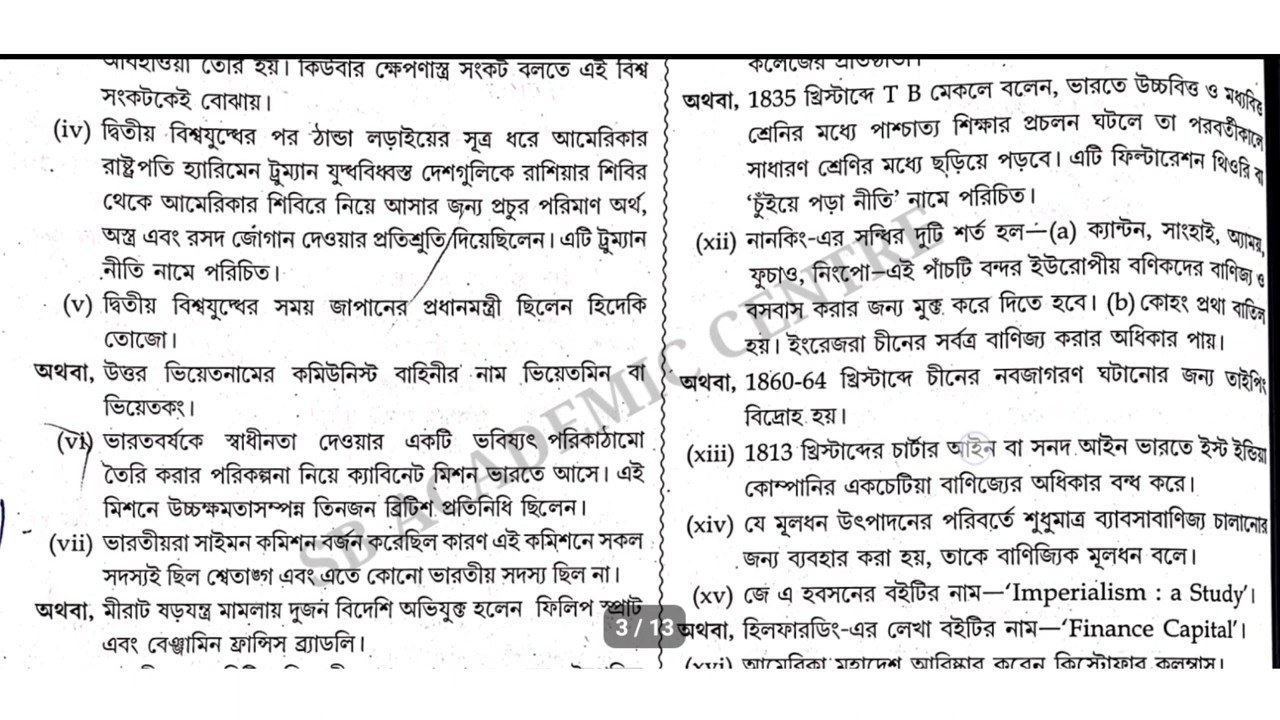 সংকটকেই বোঝায়।
(iv) দ্বিতীয় বিশ্বযুদ্ধের পর ঠান্ডা লড়াইয়ের সূত্র ধরে আমেরিকার
রাষ্ট্রপতি হ্যারিমেন ট্রুম্যান যুদ্ধবিধ্বস্ত দেশগুলিকে রাশিয়ার শিবির
থেকে আমেরিকার শিবিরে নিয়ে আসার জন্য প্রচুর পরিমাণ অর্থ,
অস্ত্র এবং রসদ জোগান দেওয়ার প্রতিশ্রুতি দিয়েছিলেন। এটি ট্রুম্যান
নীতি নামে পরিচিত।
(v) দ্বিতীয় বিশ্বযুদ্ধের সময় জাপানের প্রধানমন্ত্রী ছিলেন হিদেকি
তোজো।
অথবা, উত্তর ভিয়েতনামের কমিউনিস্ট বাহিনীর নাম ভিয়েতমিন বা
ভিয়েতকং।
(vi) ভারতবর্ষকে স্বাধীনতা দেওয়ার একটি ভবিষ্যৎ পরিকাঠামো
তৈরি করার পরিকল্পনা নিয়ে ক্যাবিনেট মিশন ভারতে আসে। এই
মিশনে উচ্চক্ষমতাসম্পন্ন তিনজন ব্রিটিশ প্রতিনিধি ছিলেন।
(vii) ভারতীয়রা সাইমন কমিশন বর্জন করেছিল কারণ এই কমিশনে সকল
সদস্যই ছিল শ্বেতাঙ্গ এবং এতে কোনো ভারতীয় সদস্য ছিল না।
অথবা, মীরাট ষড়যন্ত্র মামলায় দুজন বিদেশি অভিযুক্ত হলেন ফিলিপ স্প্রাট
এবং বেঞ্জামিন ফ্রান্সিস ব্র্যাডলি।
অথবা, 1835 খ্রিস্টাব্দে T B মেকলে বলেন, ভারতে উচ্চবিত্ত ও মধ্যবিত্ত
শ্রেনির মধ্যে পাশ্চাত্য শিক্ষার প্রচলন ঘটলে তা পরবর্তীকালে
সাধারণ শ্রেণির মধ্যে ছড়িয়ে পড়বে। এটি ফিল্টারেশন থিওরি বা
‘চুঁইয়ে পড়া নীতি’ নামে পরিচিত।
(xii) নানকিং-এর সন্ধির দুটি শর্ত হল—(a) ক্যান্টন, সাংহাই, অ্যাময়,
ফুচাও, নিংপো—এই পাঁচটি বন্দর ইউরোপীয় বণিকদের বাণিজ্য ও
বসবাস করার জন্য মুক্ত করে দিতে হবে। (b) কোহং প্রথা বাতিল
হয়। ইংরেজরা চীনের সর্বত্র বাণিজ্য করার অধিকার পায়।
অথবা, 1860-64 খ্রিস্টাব্দে চীনের নবজাগরণ ঘটানোর জন্য তাইপিং
বিদ্রোহ হয়।
(xiii) 1813 খ্রিস্টাব্দের চার্টার আইন বা সনদ আইন ভারতে ইস্ট ইন্ডিয়া
কোম্পানির একচেটিয়া বাণিজ্যের অধিকার বন্ধ করে।
(xiv) যে মূলধন উৎপাদনের পরিবর্তে শুধুমাত্র ব্যাবসাবাণিজ্য চালানোর
জন্য ব্যবহার করা হয়, তাকে বাণিজ্যিক মূলধন বলে।
(xv) জে এ হবসনের বইটির নাম—‘Imperialism : a Study’।
অথবা, হিলফারডিং-এর লেখা বইটির নাম—‘Finance Capital’।
(xvi) আমেরিকা মহাদেশ আবিষ্কার করেন ক্রিস্টোফার কলম্বাস।
3 / 13
SB ACADEMIC CENTRE